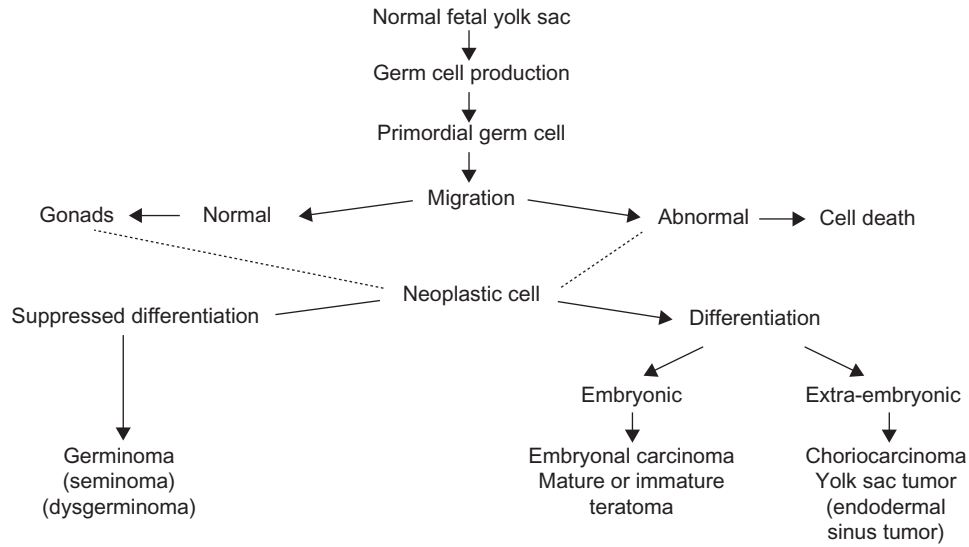 Normal fetal yolk sac
Germ cell production
Primordial germ cell
Migration
Gonads
Normal
Abnormal
Cell death
Neoplastic cell
Suppressed differentiation
Differentiation
Embryonic
Extra-embryonic
Germinoma
(seminoma)
(dysgerminoma)
Embryonal carcinoma
Mature or immature
teratoma
Choriocarcinoma
Yolk sac tumor
(endodermal
sinus tumor)